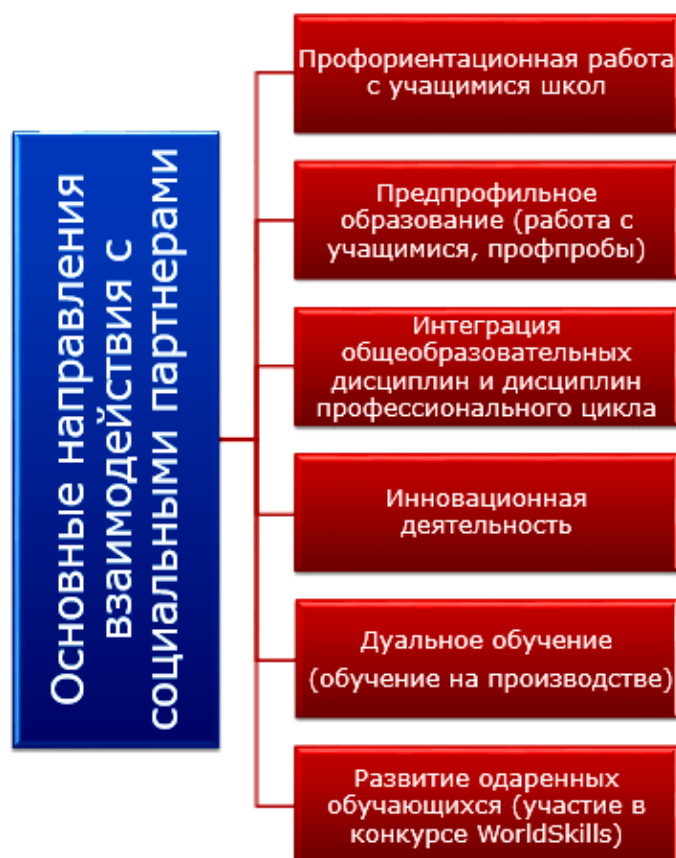 Основные направления
взаимодействия с
социальными партнерами
Профориентационная работа
с учащимися школ
Предпрофильное
образование (работа с
учащимися, профпробы)
Интеграция
общеобразовательных
дисциплин и дисциплин
профессионального цикла
Инновационная
деятельность
Дуальное обучение
(обучение на производстве)
Развитие одаренных
обучающихся (участие в
конкурсе WorldSkills)